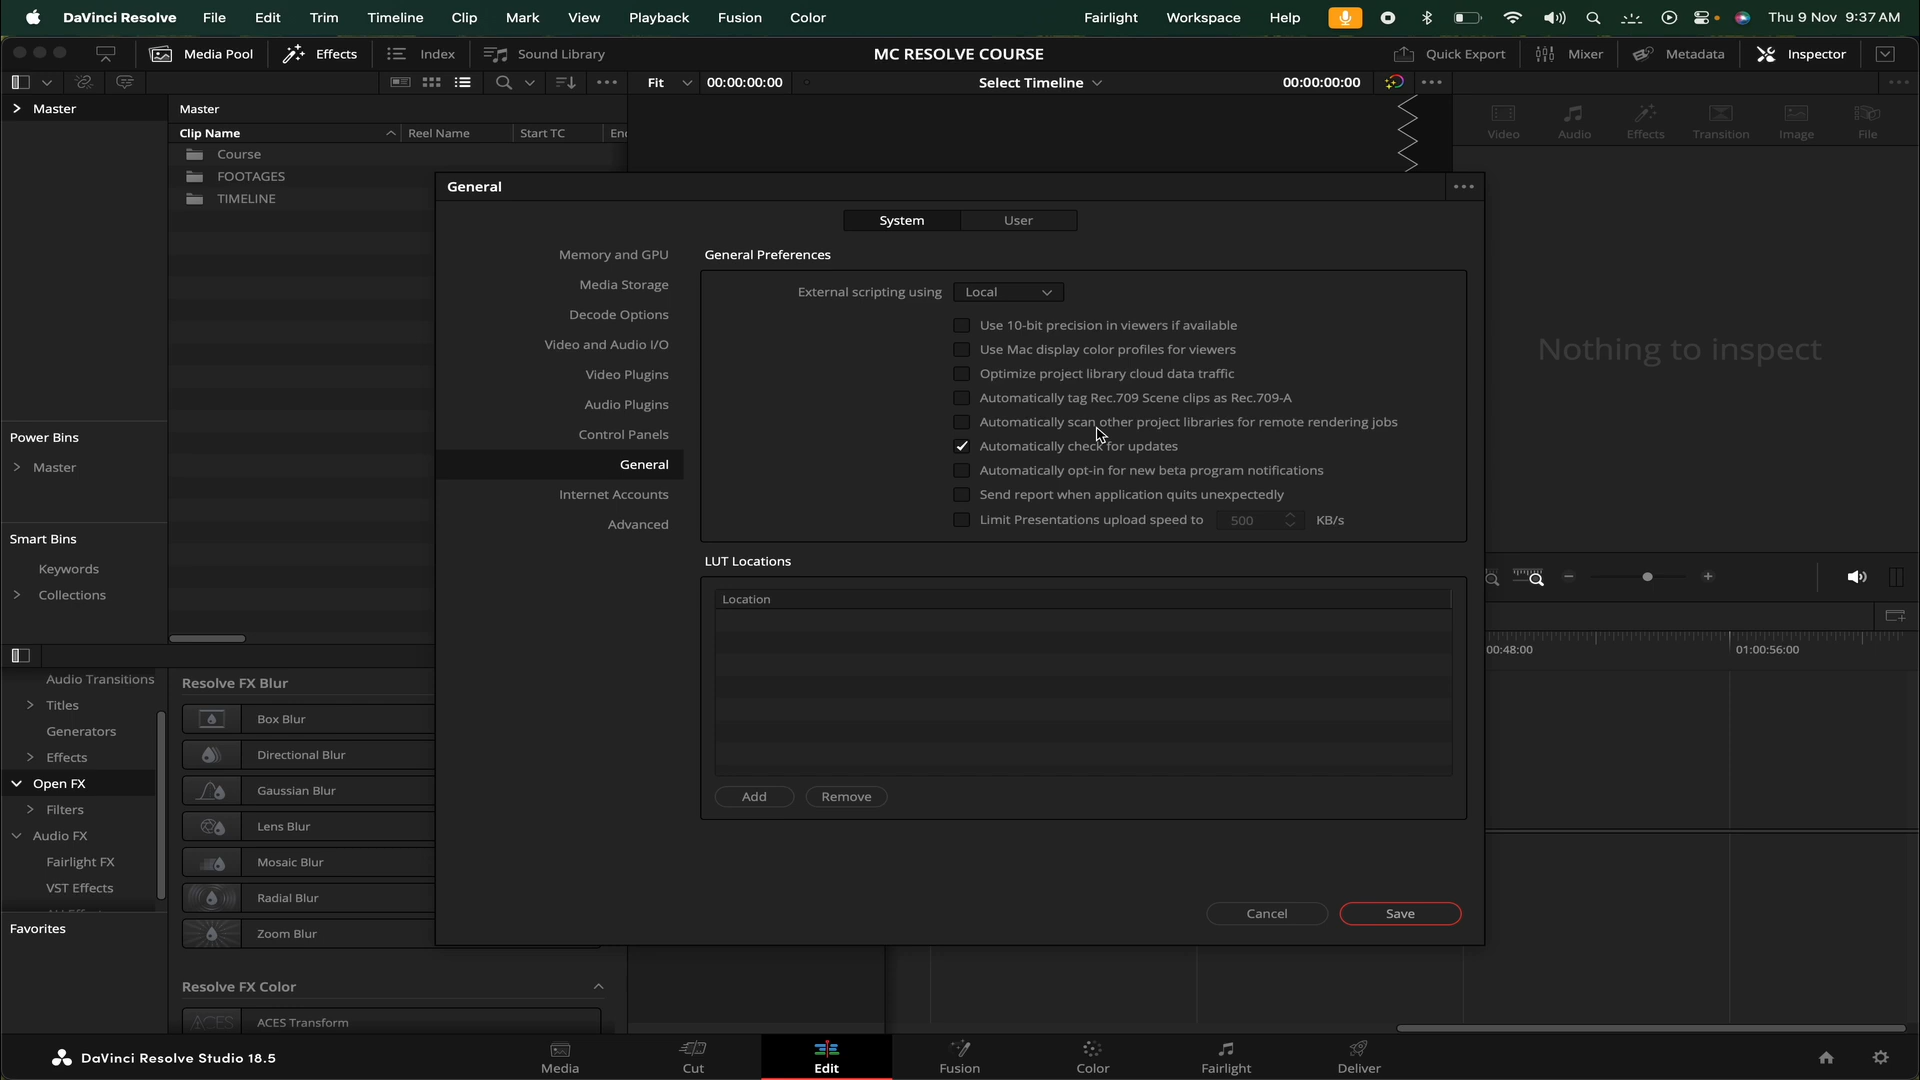 DaVinci Resolve File Edit Trim Timeline Clip Mark View Playback Fusion Color Fairlight Workspace Help Thu 9 Nov 9:37 AM
Media Pool Effects Index Sound Library MC RESOLVE COURSE Quick Export Mixer Metadata Inspector
Fit 00:00:00:00 Select Timeline 00:00:00:00
Master
Master
Clip Name Reel Name Start TC
Course
FOOTAGES
TIMELINE
Video Audio Effects Transition Image File
Nothing to inspect
General
System User
Memory and GPU
Media Storage
Decode Options
Video and Audio I/O
Video Plugins
Audio Plugins
Control Panels
General
Internet Accounts
Advanced
General Preferences
External scripting using Local
Use 10-bit precision in viewers if available
Use Mac display color profiles for viewers
Optimize project library cloud data traffic
Automatically tag Rec.709 Scene clips as Rec.709-A
Automatically scan other project libraries for remote rendering jobs
Automatically check for updates
Automatically opt-in for new beta program notifications
Send report when application quits unexpectedly
Limit Presentations upload speed to 500 KB/s
LUT Locations
Location
Add Remove
Cancel Save
Power Bins
Master
Smart Bins
Keywords
Collections
00:48:00 01:00:56:00
Audio Transitions
Titles
Generators
Effects
Open FX
Filters
Audio FX
Fairlight FX
VST Effects
Favorites
Resolve FX Blur
Box Blur
Directional Blur
Gaussian Blur
Lens Blur
Mosaic Blur
Radial Blur
Zoom Blur
Resolve FX Color
ACES ACES Transform
DaVinci Resolve Studio 18.5
Media Cut Edit Fusion Color Fairlight Deliver